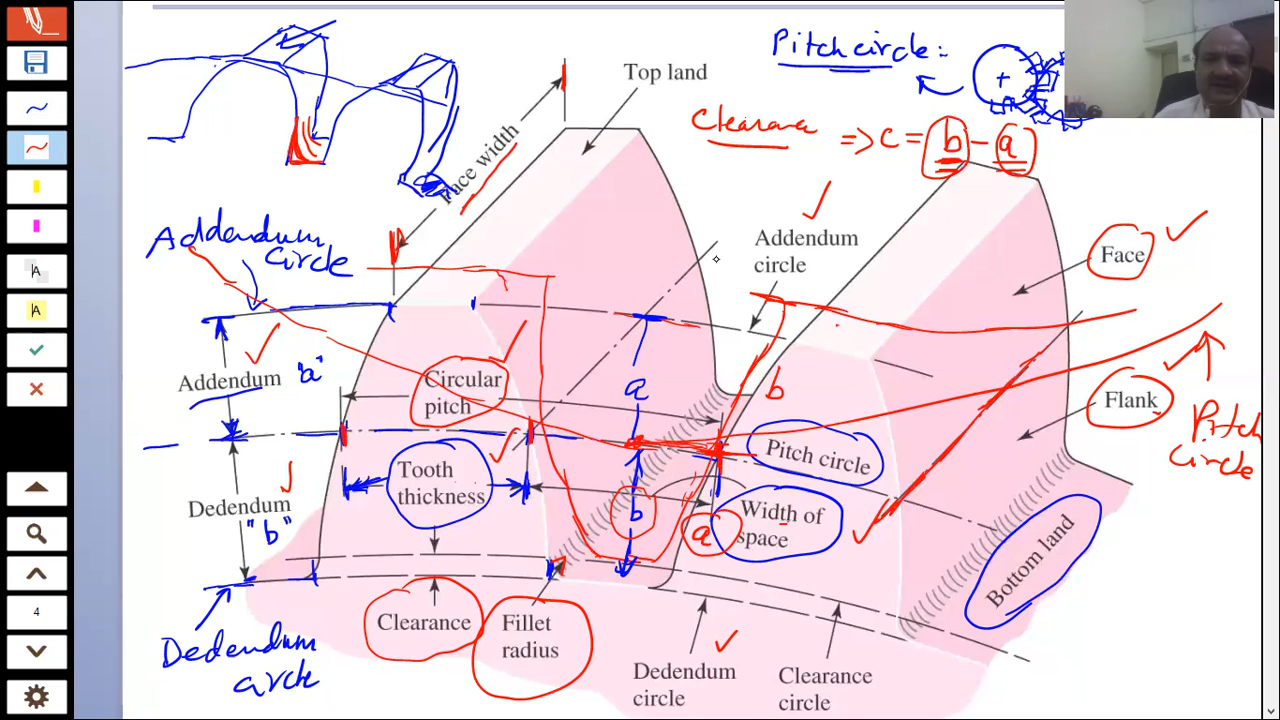 Pitch circle:
Top land
Clearance => c = b - a
Face width
Addendum
circle
Addendum
circle
Face
Addendum "a"
Circular
pitch
a
b
Flank
Pitch
circle
Pitch circle
Tooth
thickness
Dedendum
"b"
b
a
Width of
space
Bottom land
Clearance
Fillet
radius
Dedendum
circle
Dedendum
circle
Clearance
circle
A
A
4